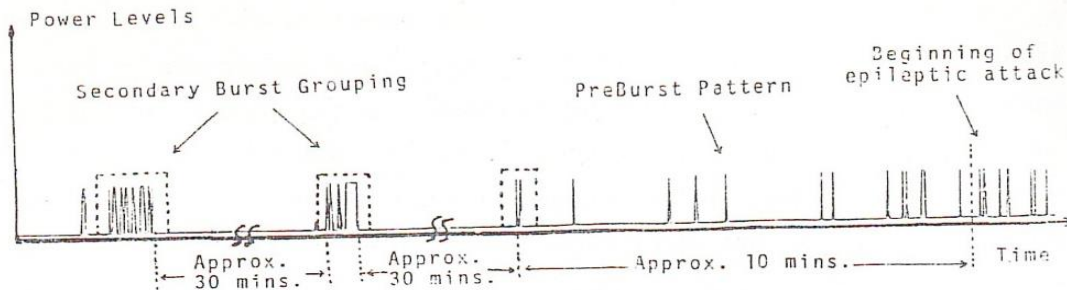 Power Levels
Beginning of
epileptic attack
Secondary Burst Grouping
PreBurst Pattern
Approx.
30 mins.
Approx.
30 mins.
Approx. 10 mins.
Time